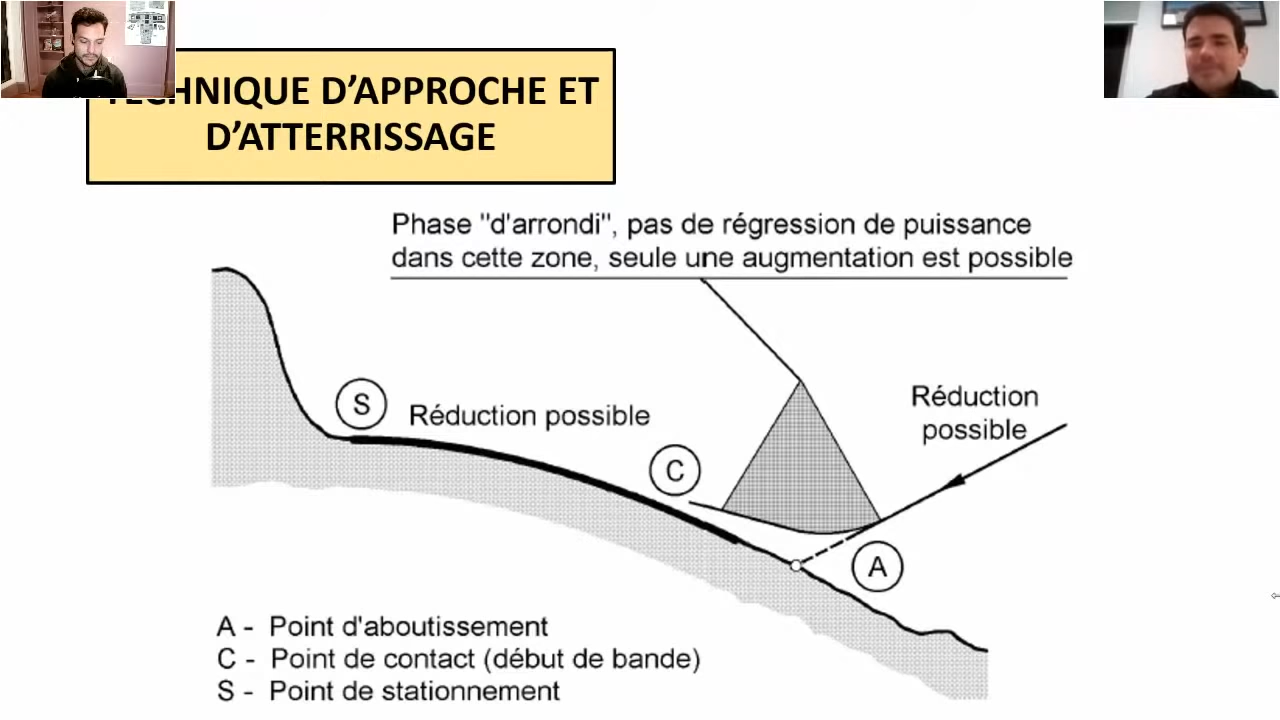 TECHNIQUE D’APPROCHE ET
D’ATTERRISSAGE
Phase "d'arrondi", pas de régression de puissance
dans cette zone, seule une augmentation est possible
S
Réduction possible
C
Réduction
possible
A
A - Point d'aboutissement
C - Point de contact (début de bande)
S - Point de stationnement